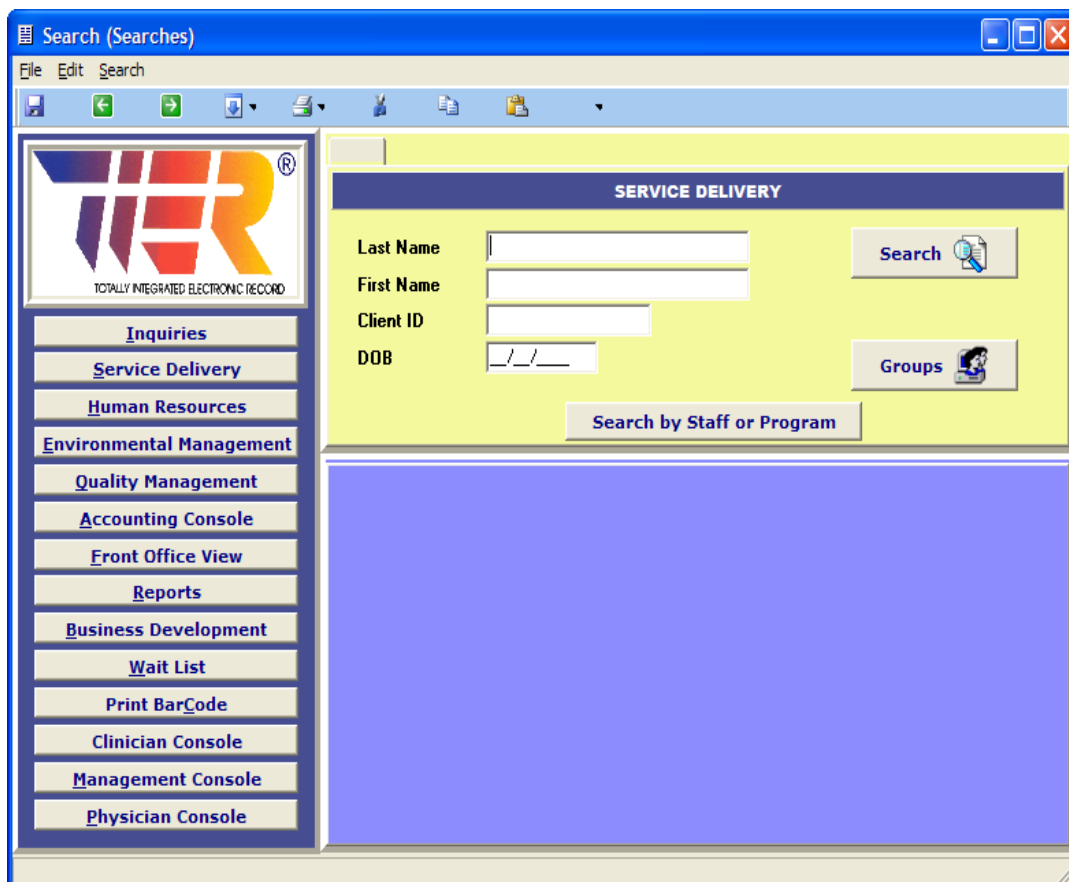 Search (Searches)
File Edit Search
TIER®
TOTALLY INTEGRATED ELECTRONIC RECORD
Inquiries
Service Delivery
Human Resources
Environmental Management
Quality Management
Accounting Console
Front Office View
Reports
Business Development
Wait List
Print BarCode
Clinician Console
Management Console
Physician Console
SERVICE DELIVERY
Last Name
Search
First Name
Client ID
DOB __/__/____
Groups
Search by Staff or Program